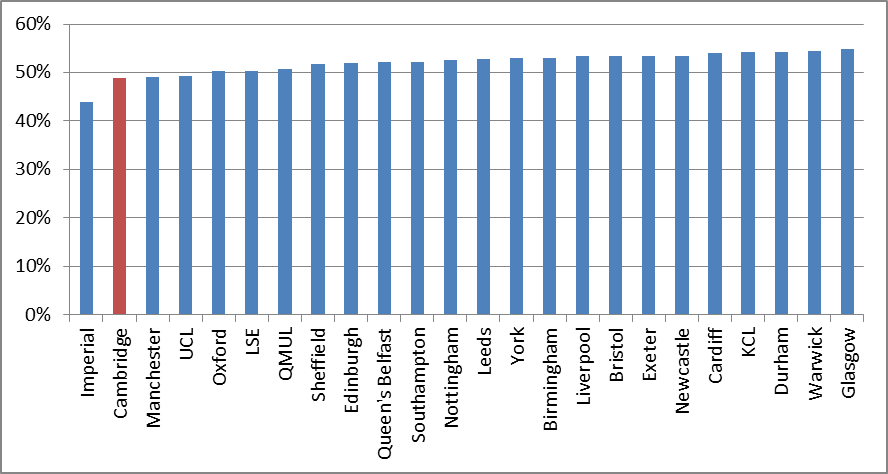 60%
50%
40%
30%
20%
10%
0%
Imperial
Cambridge
Manchester
UCL
Oxford
LSE
QMUL
Sheffield
Edinburgh
Queen's Belfast
Southampton
Nottingham
Leeds
York
Birmingham
Liverpool
Bristol
Exeter
Newcastle
Cardiff
KCL
Durham
Warwick
Glasgow